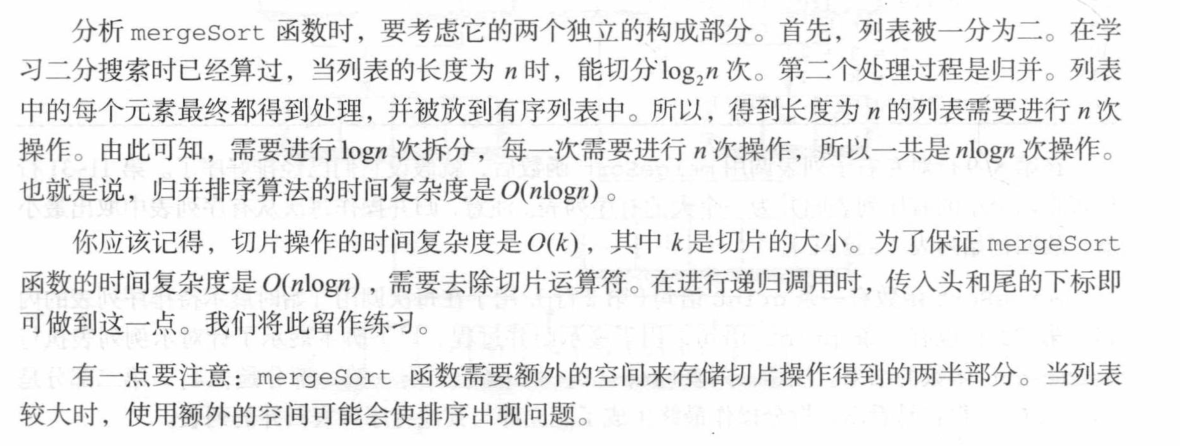 分析 mergeSort 函数时，要考虑它的两个独立的构成部分。首先，列表被一分为二。在学
习二分搜索时已经算过，当列表的长度为 n 时，能切分 log₂n 次。第二个处理过程是归并。列表
中的每个元素最终都得到处理，并被放到有序列表中。所以，得到长度为 n 的列表需要进行 n 次
操作。由此可知，需要进行 logn 次拆分，每一次需要进行 n 次操作，所以一共是 nlogn 次操作。
也就是说，归并排序算法的时间复杂度是 O(nlogn) 。
你应该记得，切片操作的时间复杂度是 O(k) ，其中 k 是切片的大小。为了保证 mergeSort
函数的时间复杂度是 O(nlogn) ，需要去除切片运算符。在进行递归调用时，传入头和尾的下标即
可做到这一点。我们将此留作练习。
有一点要注意：mergeSort 函数需要额外的空间来存储切片操作得到的两半部分。当列表
较大时，使用额外的空间可能会使排序出现问题。